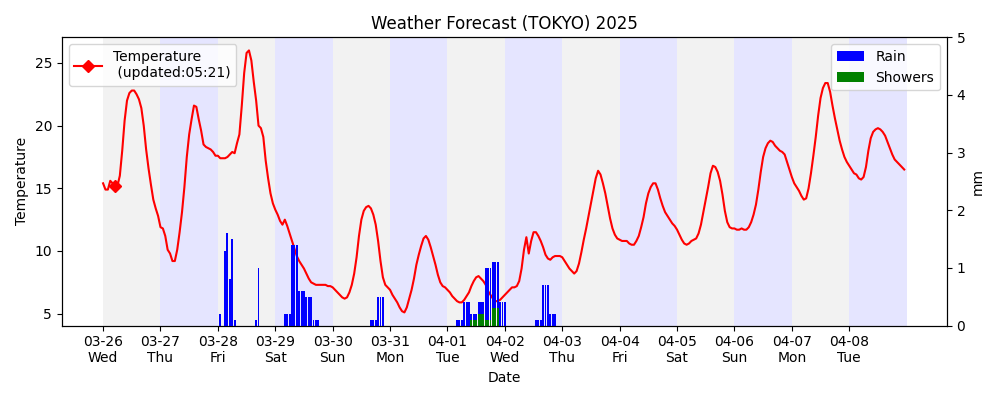 Weather Forecast (TOKYO) 2025
Temperature
(updated:05:21)
Rain
Showers
25
20
15
10
5
Temperature
5
4
3
2
1
0
mm
03-26 03-27 03-28 03-29 03-30 03-31 04-01 04-02 04-03 04-04 04-05 04-06 04-07 04-08
Wed Thu Fri Sat Sun Mon Tue Wed Thu Fri Sat Sun Mon Tue
Date